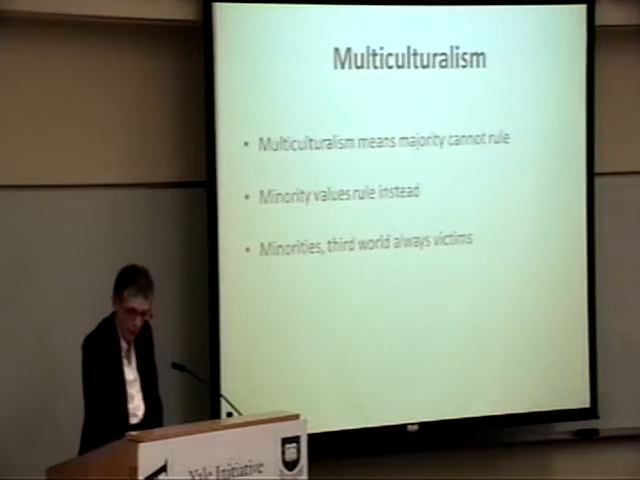 Multiculturalism
• Multiculturalism means majority cannot rule
• Minority values rule instead
• Minorities, third world always victims
Yale Initiative